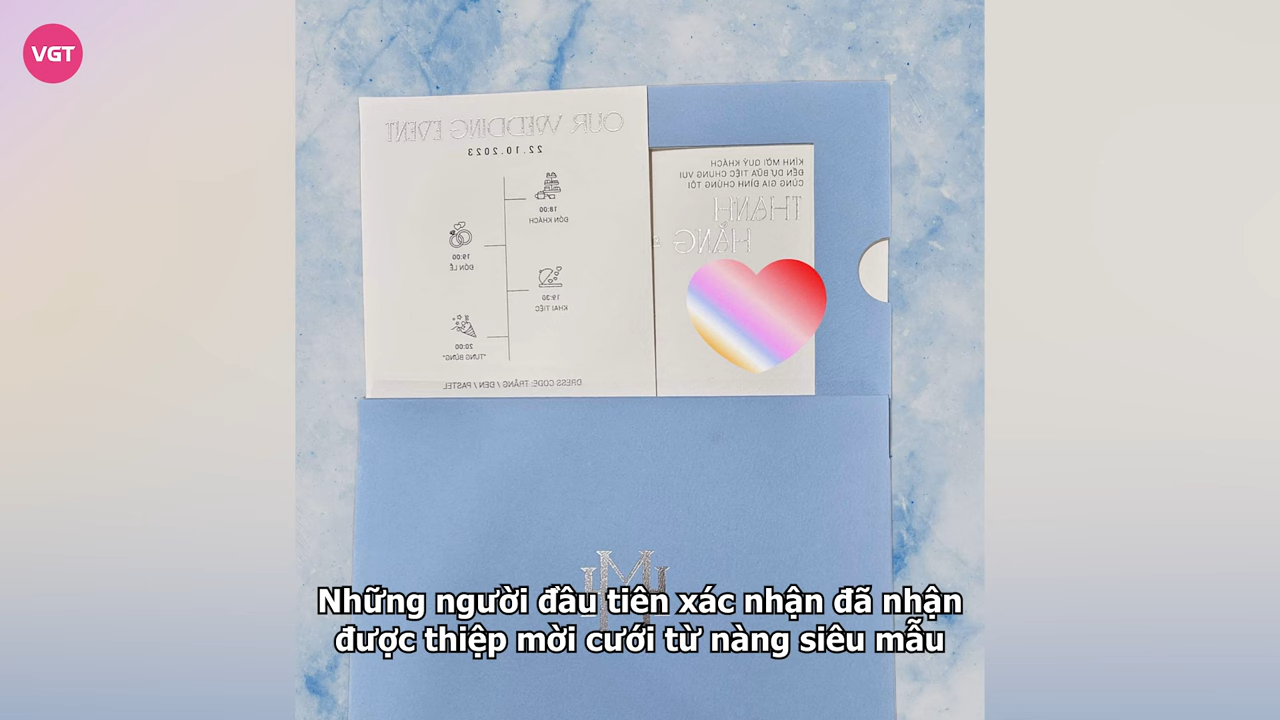 VGT
OUR WEDDING EVENT
22.10.2023
18:00
ĐÓN KHÁCH
19:00
ĐÓN LỄ
19:30
KHAI TIỆC
20:00
"TƯNG BỪNG"
DRESS CODE: TRẮNG / ĐEN / PASTEL
KÍNH MỜI QUÝ KHÁCH
ĐẾN DỰ BỮA TIỆC CHUNG VUI
CÙNG GIA ĐÌNH CHÚNG TÔI
THANH
HẰNG
Những người đầu tiên xác nhận đã nhận
được thiệp mời cưới từ nàng siêu mẫu